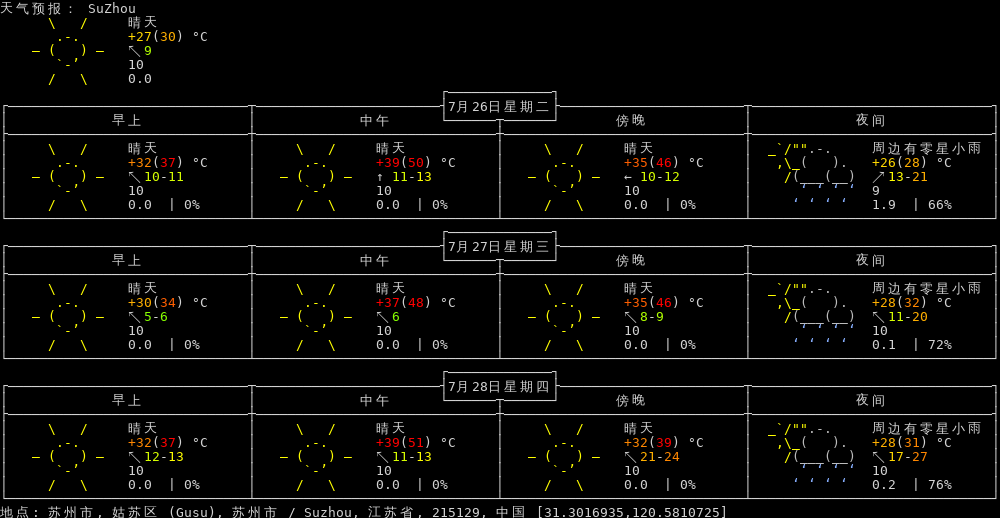 天气预报: SuZhou
晴天
+27(30) °C
↖ 9
10
0.0
7月26日星期二
早上 中午 傍晚 夜间
晴天 晴天 晴天 周边有零星小雨
+32(37) °C +39(50) °C +35(46) °C +26(28) °C
↖ 10-11 ↑ 11-13 ← 10-12 ↗ 13-21
10 10 10 9
0.0 | 0% 0.0 | 0% 0.0 | 0% 1.9 | 66%
7月27日星期三
早上 中午 傍晚 夜间
晴天 晴天 晴天 周边有零星小雨
+30(34) °C +37(48) °C +35(46) °C +28(32) °C
↖ 5-6 ↖ 6 ↖ 8-9 ↖ 11-20
10 10 10 10
0.0 | 0% 0.0 | 0% 0.0 | 0% 0.1 | 72%
7月28日星期四
早上 中午 傍晚 夜间
晴天 晴天 晴天 周边有零星小雨
+32(37) °C +39(51) °C +32(39) °C +28(31) °C
↖ 12-13 ↖ 11-13 ↖ 21-24 ↖ 17-27
10 10 10 10
0.0 | 0% 0.0 | 0% 0.0 | 0% 0.2 | 76%
地点: 苏州市, 姑苏区 (Gusu), 苏州市 / Suzhou, 江苏省, 215129, 中国 [31.3016935,120.5810725]